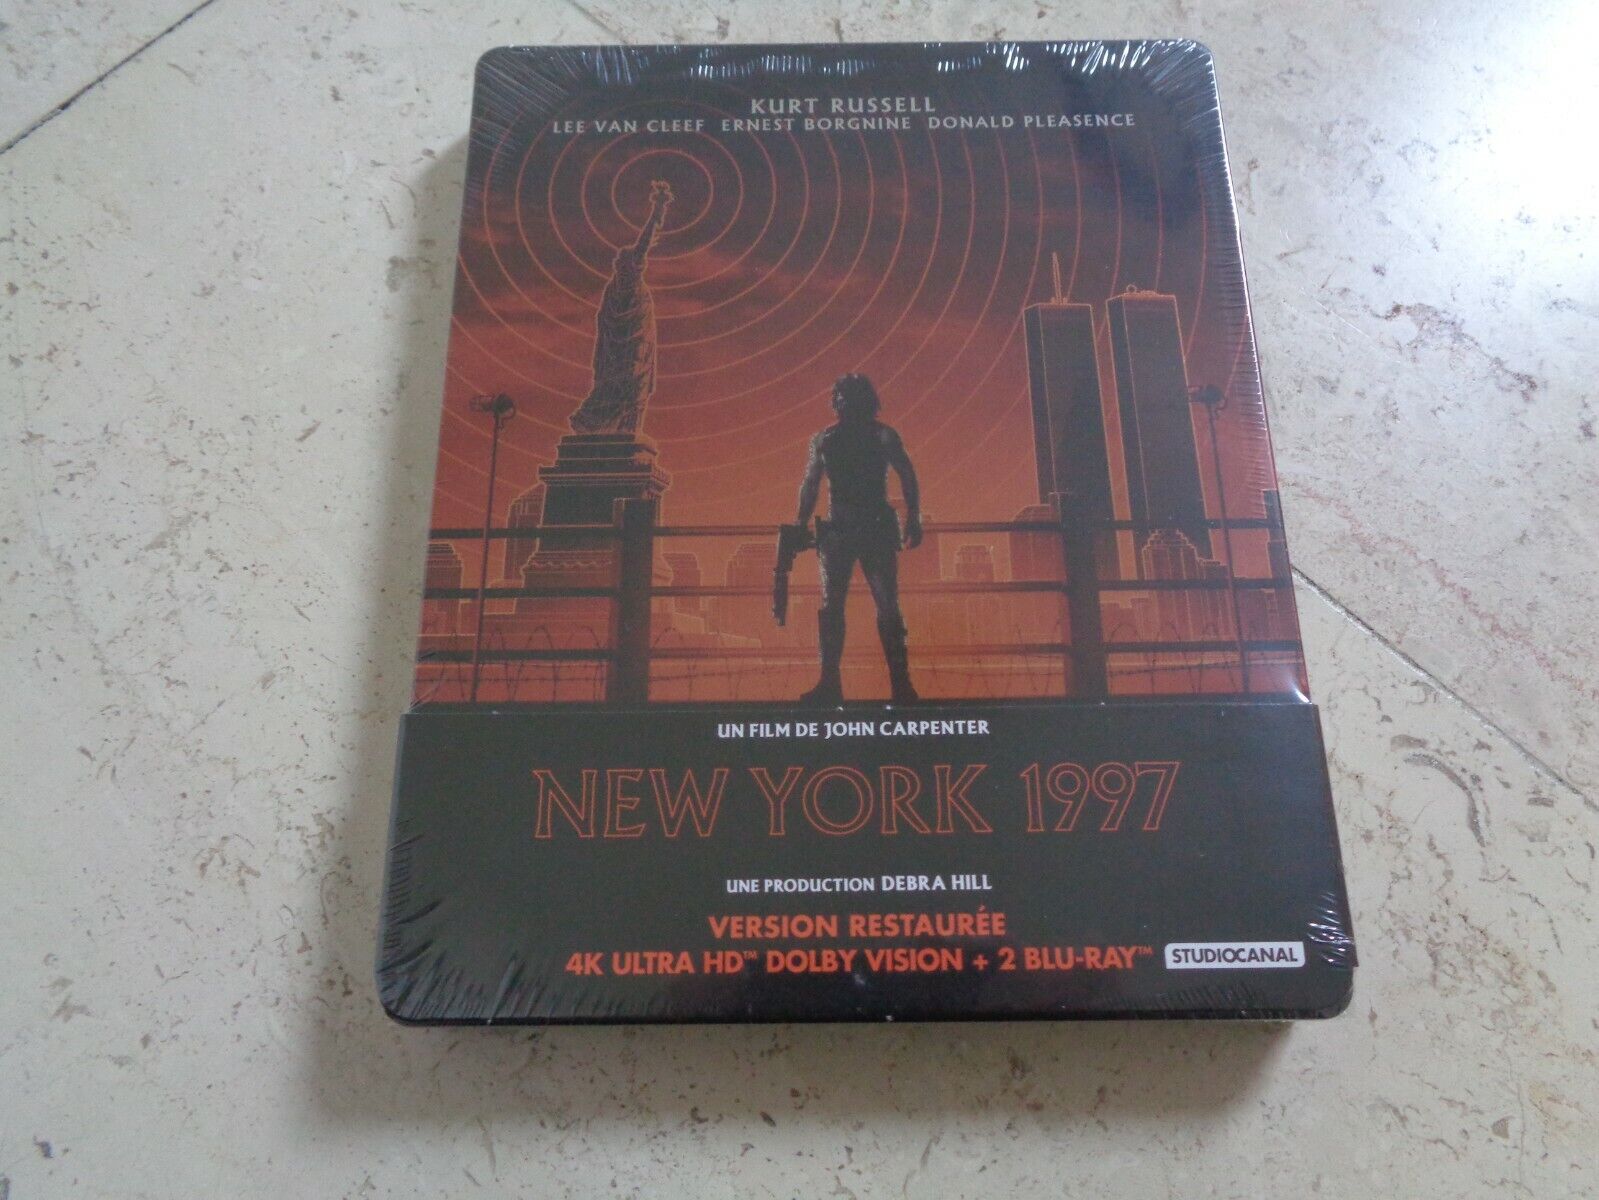 KURT RUSSELL
LEE VAN CLEEF ERNEST BORGNINE DONALD PLEASENCE
UN FILM DE JOHN CARPENTER
NEW YORK 1997
UNE PRODUCTION DEBRA HILL
VERSION RESTAURÉE
4K ULTRA HD™ DOLBY VISION + 2 BLU-RAY™ STUDIOCANAL